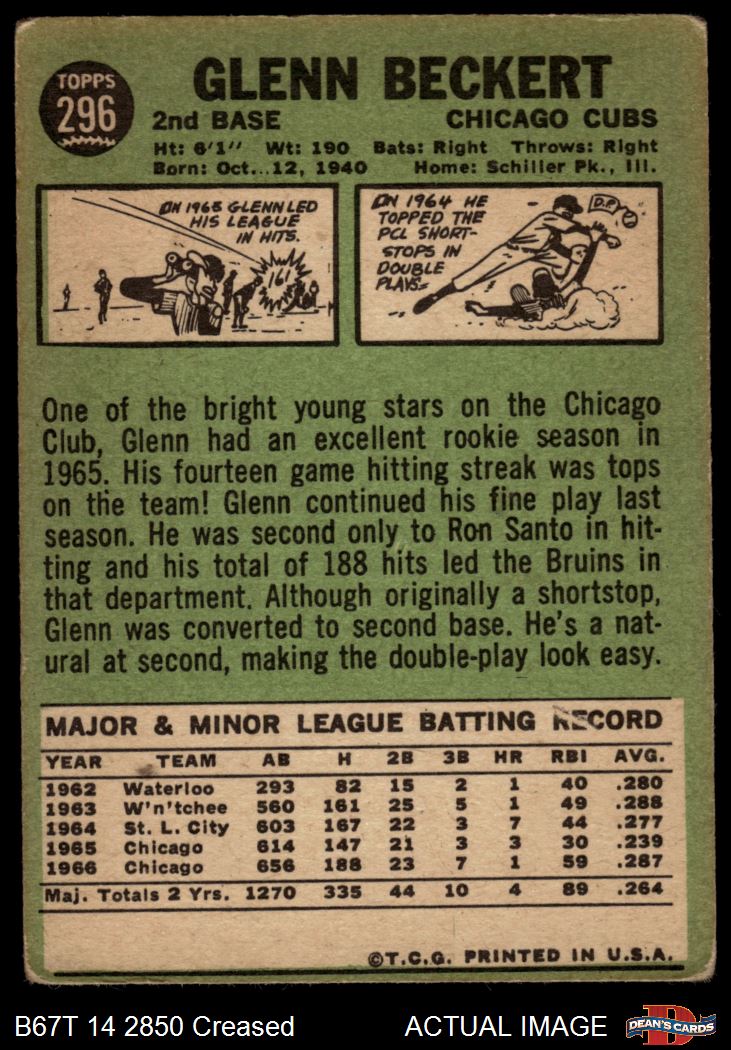 TOPPS
296
GLENN BECKERT
2nd BASE CHICAGO CUBS
Ht: 6'1" Wt: 190 Bats: Right Throws: Right
Born: Oct...12, 1940 Home: Schiller Pk., Ill.
ON 1963 GLENN LED
HIS LEAGUE
IN HITS.
161
ON 1964 HE
TOPPED THE
PCL SHORT-
STOPS IN
DOUBLE
PLAYS.
D.P.
One of the bright young stars on the Chicago
Club, Glenn had an excellent rookie season in
1965. His fourteen game hitting streak was tops
on the team! Glenn continued his fine play last
season. He was second only to Ron Santo in hit-
ting and his total of 188 hits led the Bruins in
that department. Although originally a shortstop,
Glenn was converted to second base. He's a nat-
ural at second, making the double-play look easy.
MAJOR & MINOR LEAGUE BATTING RECORD
YEAR TEAM AB H 2B 3B HR RBI AVG.
1962 Waterloo 293 82 15 2 1 40 .280
1963 W'n'tchee 560 161 25 5 1 49 .288
1964 St. L. City 603 167 22 3 7 44 .277
1965 Chicago 614 147 21 3 3 30 .239
1966 Chicago 656 188 23 7 1 59 .287
Maj. Totals 2 Yrs. 1270 335 44 10 4 89 .264
©T.C.G. PRINTED IN U.S.A.
B67T 14 2850 Creased ACTUAL IMAGE DEAN'S CARDS